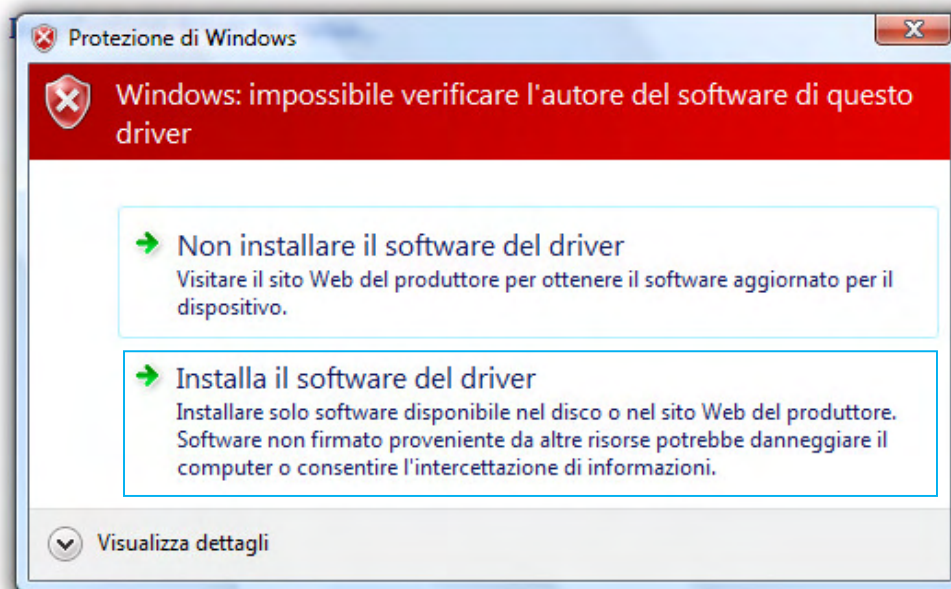 Protezione di Windows
Windows: impossibile verificare l'autore del software di questo
driver
Non installare il software del driver
Visitare il sito Web del produttore per ottenere il software aggiornato per il
dispositivo.
Installa il software del driver
Installare solo software disponibile nel disco o nel sito Web del produttore.
Software non firmato proveniente da altre risorse potrebbe danneggiare il
computer o consentire l'intercettazione di informazioni.
Visualizza dettagli